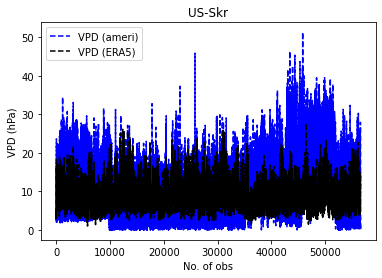 US-Skr
VPD (ameri)
VPD (ERA5)
VPD (hPa)
50
40
30
20
10
0
0 10000 20000 30000 40000 50000
No. of obs